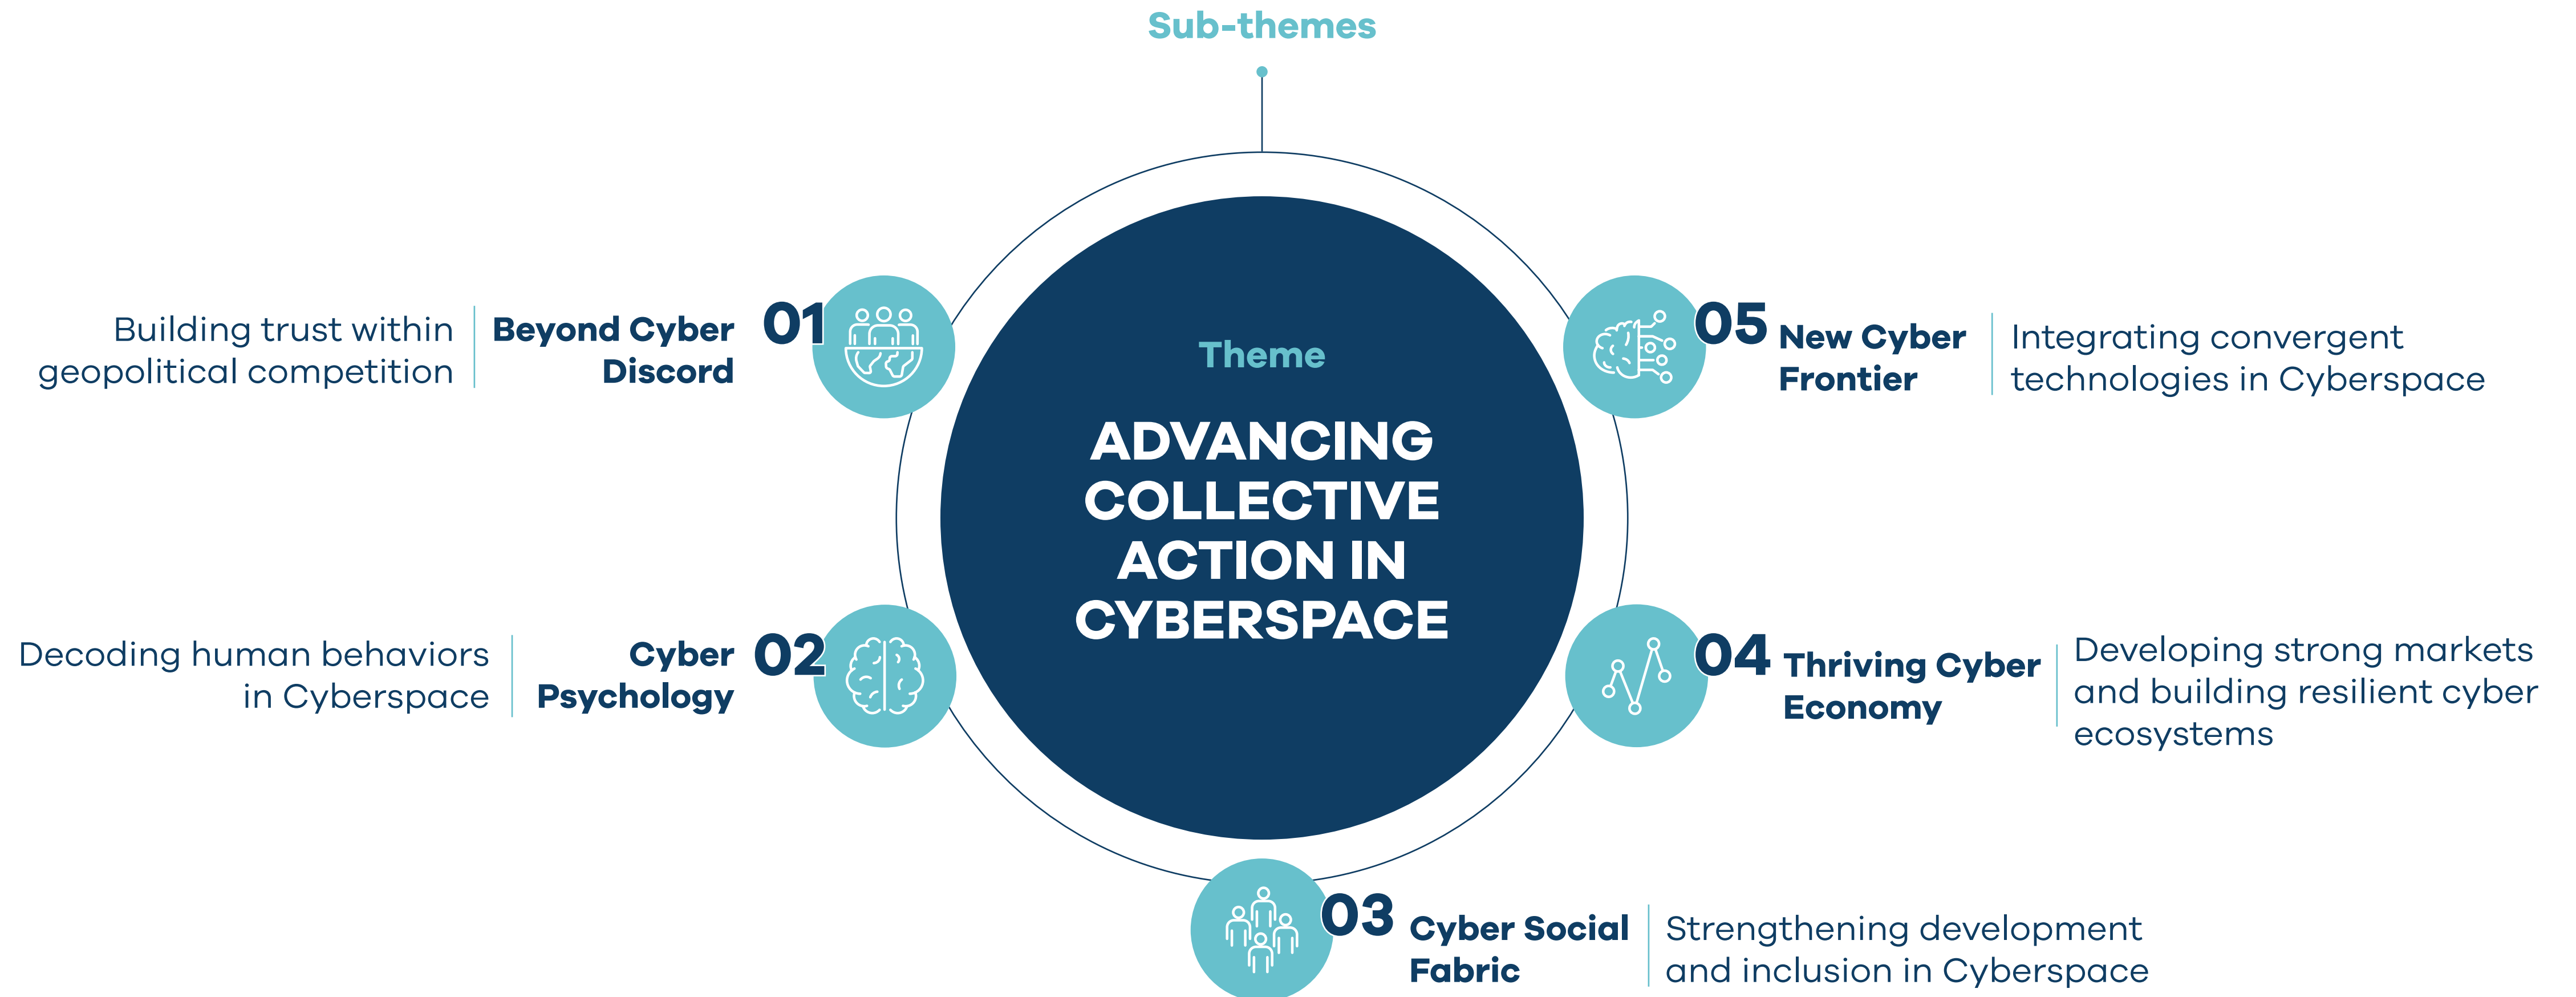 Sub-themes
Theme
ADVANCING
COLLECTIVE
ACTION IN
CYBERSPACE
01
Beyond Cyber
Discord
Building trust within
geopolitical competition
02
Cyber
Psychology
Decoding human behaviors
in Cyberspace
03
Cyber Social
Fabric
Strengthening development
and inclusion in Cyberspace
04
Thriving Cyber
Economy
Developing strong markets
and building resilient cyber
ecosystems
05
New Cyber
Frontier
Integrating convergent
technologies in Cyberspace